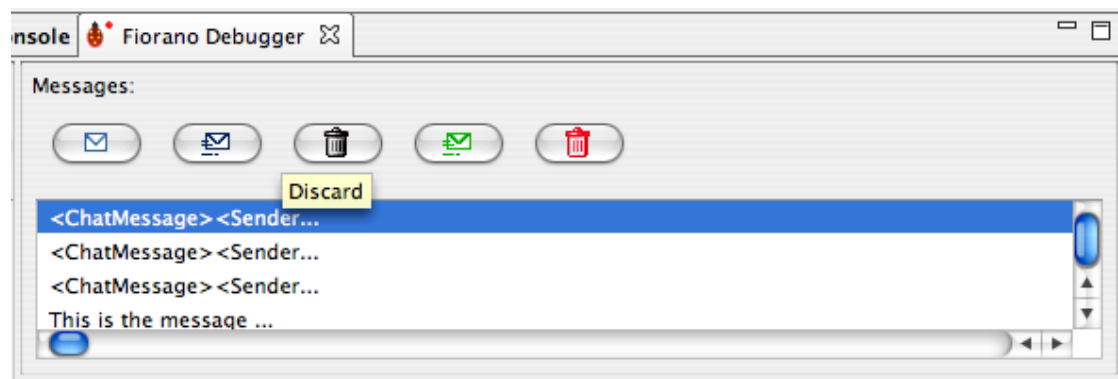 nsole Fiorano Debugger
Messages:
Discard
<ChatMessage><Sender...
<ChatMessage><Sender...
<ChatMessage><Sender...
This is the message ...